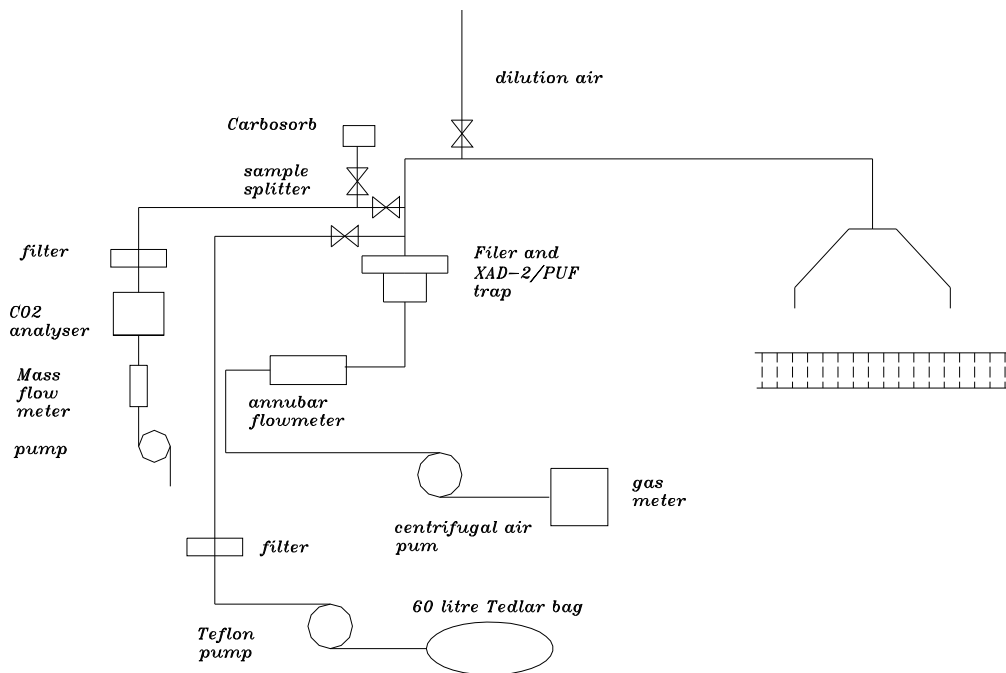 dilution air
Carbosorb
sample
splitter
filter
Filer and
XAD-2/PUF
trap
CO2
analyser
Mass
flow
meter
annubar
flowmeter
pump
gas
meter
centrifugal air
pum
filter
60 litre Tedlar bag
Teflon
pump